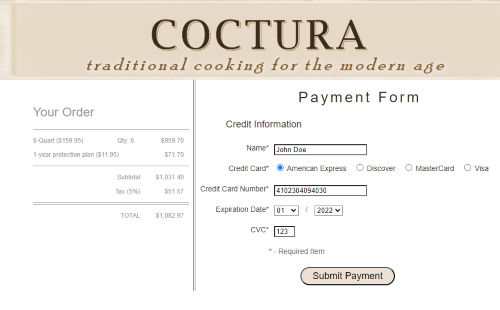 COCTURA
traditional cooking for the modern age
Your Order
8-Quart ($159.95) Qty: 6 $959.70
1-year protection plan ($11.95) $71.70
Subtotal $1,031.40
Tax (5%) $51.57
TOTAL $1,082.97
Payment Form
Credit Information
Name* John Doe
Credit Card* American Express Discover MasterCard Visa
Credit Card Number* 4102304094030
Expiration Date* 01 / 2022
CVC* 123
* - Required Item
Submit Payment